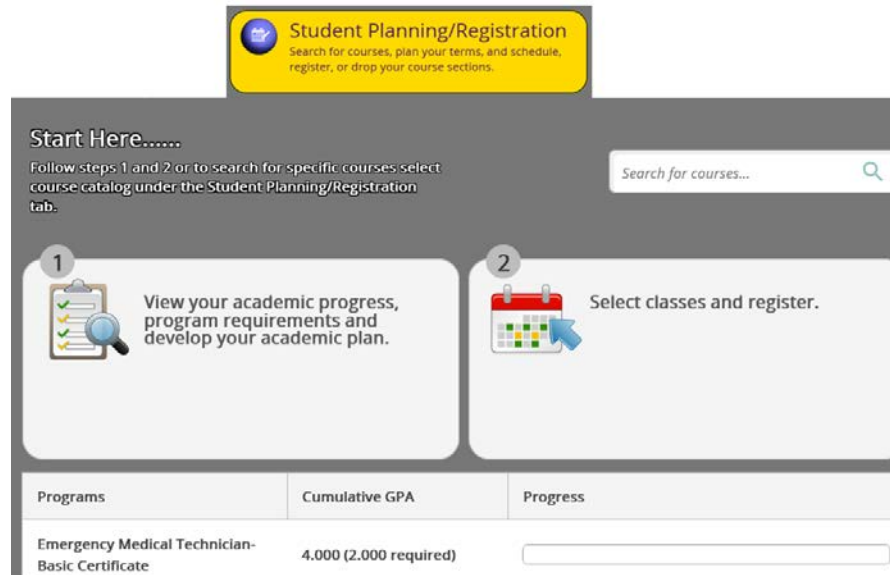 Student Planning/Registration
Search for courses, plan your terms, and schedule,
register, or drop your course sections.
Start Here......
Follow steps 1 and 2 or to search for specific courses select
course catalog under the Student Planning/Registration
tab.
Search for courses...
1
View your academic progress,
program requirements and
develop your academic plan.
2
Select classes and register.
Programs
Cumulative GPA
Progress
Emergency Medical Technician-
Basic Certificate
4.000 (2.000 required)